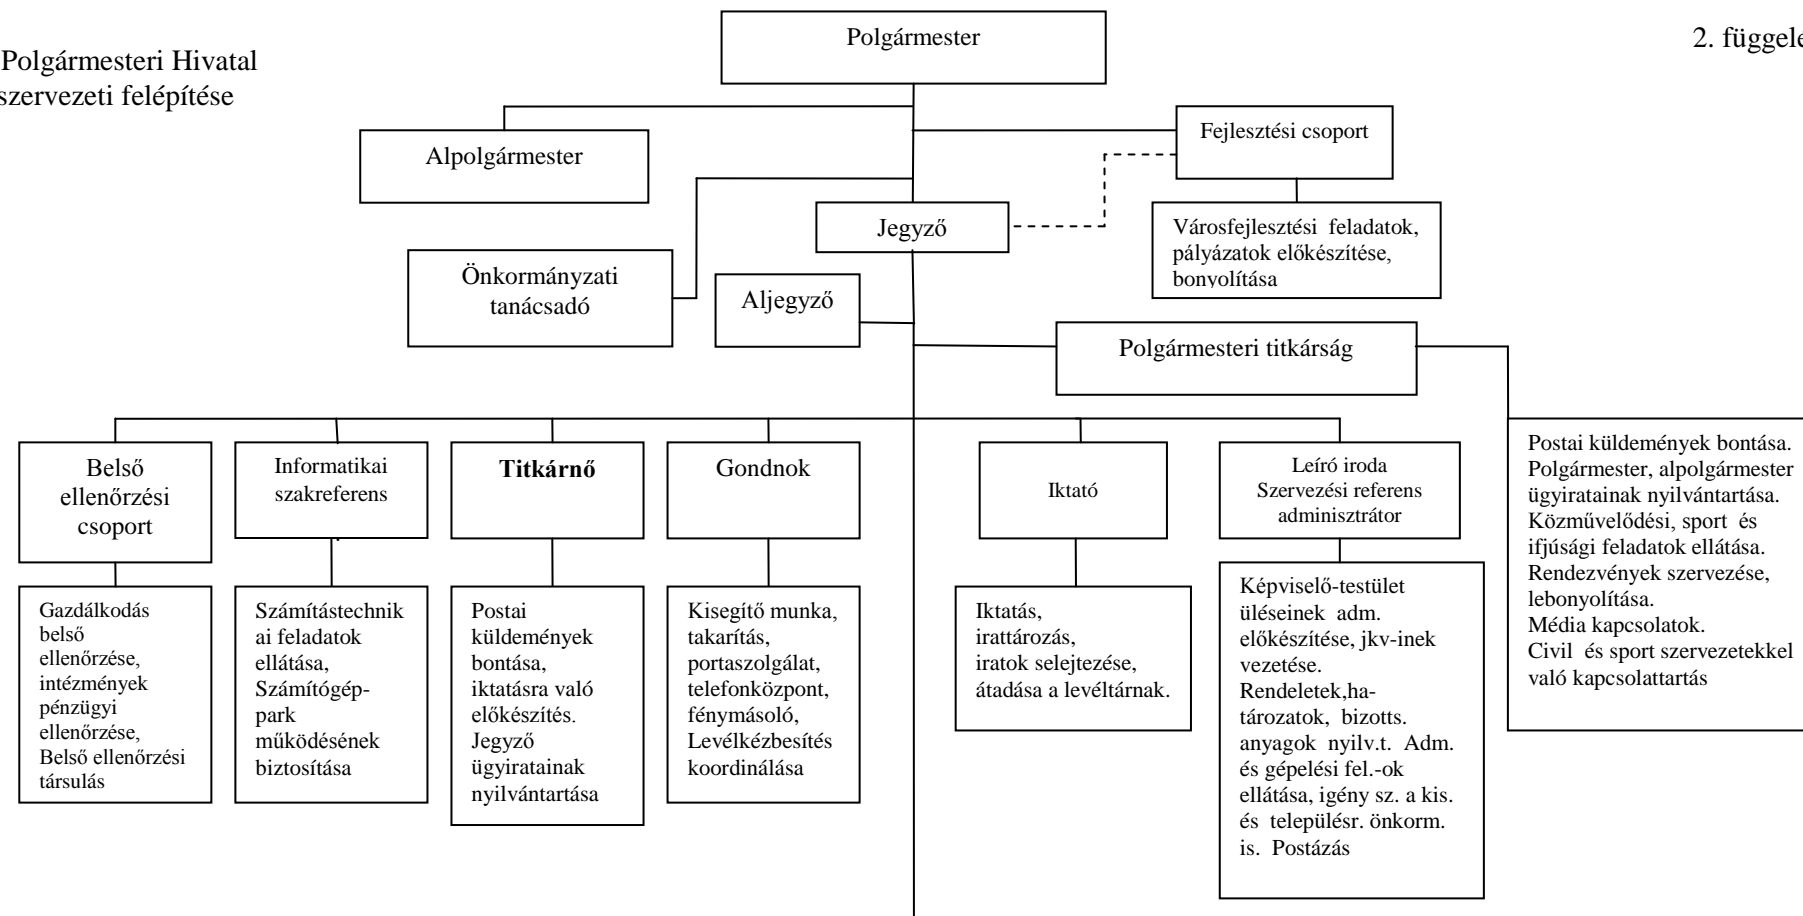 Polgármesteri Hivatal
szervezeti felépítése
Polgármester
2. függelé
Alpolgármester
Fejlesztési csoport
Jegyző
Városfejlesztési feladatok,
pályázatok előkészítése,
bonyolítása
Önkormányzati
tanácsadó
Aljegyző
Polgármesteri titkárság
Belső
ellenőrzési
csoport
Informatikai
szakreferens
Titkárnő
Gondnok
Iktató
Leíró iroda
Szervezési referens
adminisztrátor
Postai küldemények bontása.
Polgármester, alpolgármester
ügyiratainak nyilvántartása.
Közművelődési, sport és
ifjúsági feladatok ellátása.
Rendezvények szervezése,
lebonyolítása.
Média kapcsolatok.
Civil és sport szervezetekkel
való kapcsolattartás
Gazdálkodás
belső
ellenőrzése,
intézmények
pénzügyi
ellenőrzése,
Belső ellenőrzési
társulás
Számítástechnik
ai feladatok
ellátása,
Számítógép-
park
működésének
biztosítása
Postai
küldemények
bontása,
iktatásra való
előkészítés.
Jegyző
ügyiratainak
nyilvántartása
Kisegítő munka,
takarítás,
portaszolgálat,
telefonközpont,
fénymásoló,
Levélkézbesítés
koordinálása
Iktatás,
irattározás,
iratok selejtezése,
átadása a levéltárnak.
Képviselő-testület
üléseinek adm.
előkészítése, jkv-inek
vezetése.
Rendeletek,ha-
tározatok, bizotts.
anyagok nyilv.t. Adm.
és gépelési fel.-ok
ellátása, igény sz. a kis.
és településr. önkorm.
is. Postázás